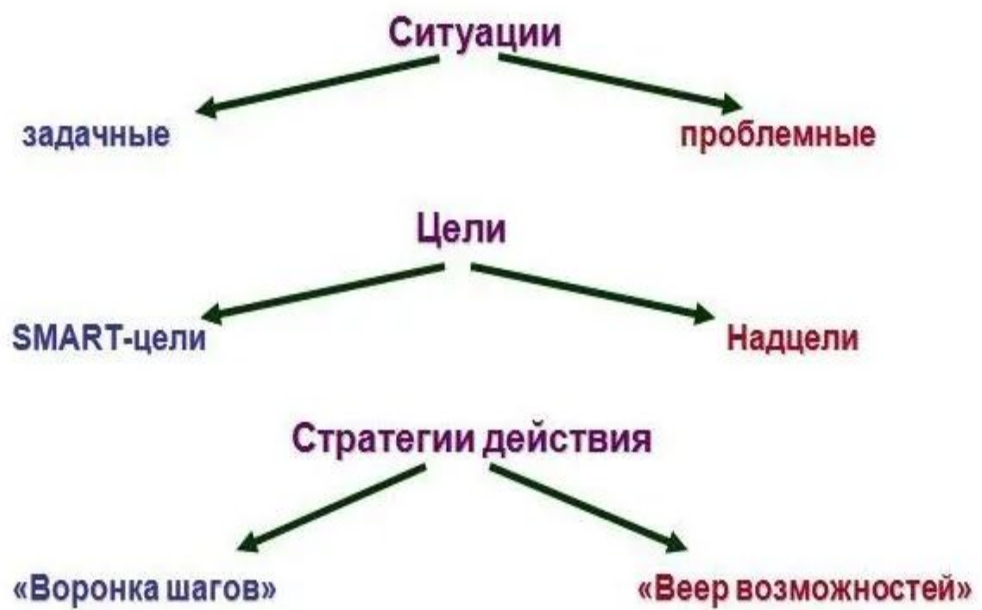 Ситуации
задачные
проблемные
Цели
SMART-цели
Надцели
Стратегии действия
«Воронка шагов»
«Веер возможностей»